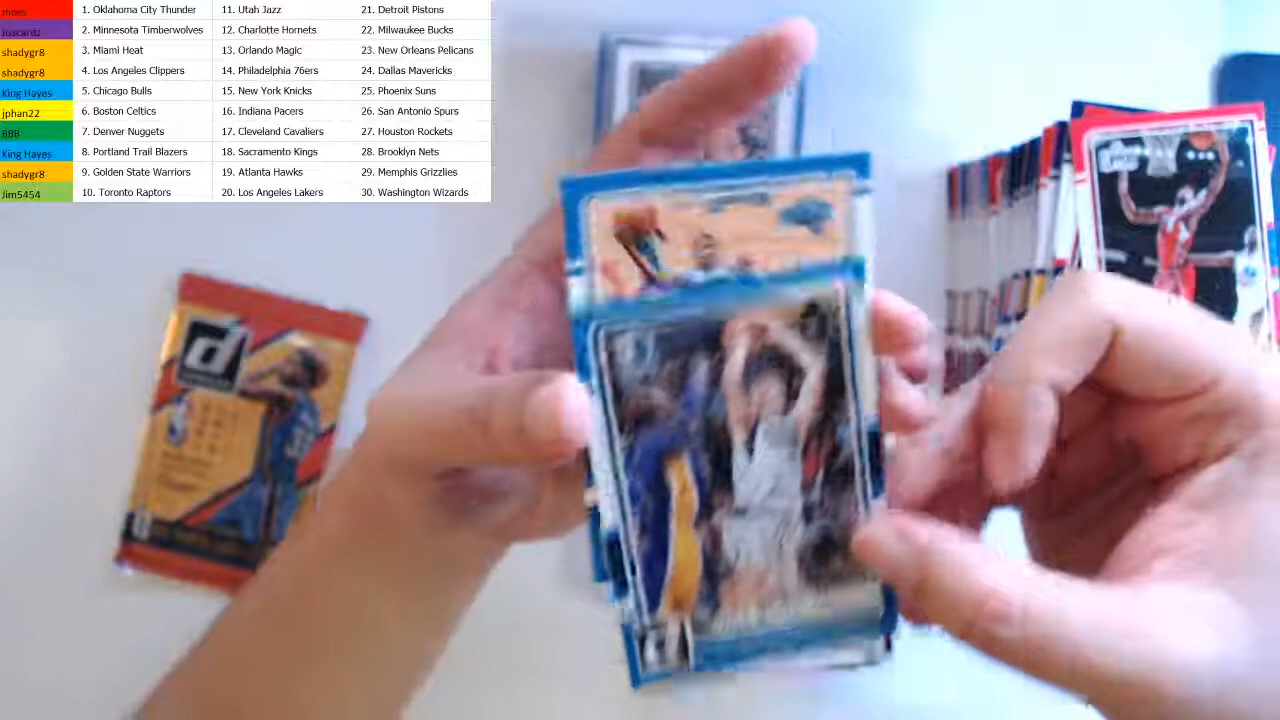 moes 1. Oklahoma City Thunder 11. Utah Jazz 21. Detroit Pistons
Juscardz 2. Minnesota Timberwolves 12. Charlotte Hornets 22. Milwaukee Bucks
shadygr8 3. Miami Heat 13. Orlando Magic 23. New Orleans Pelicans
shadygr8 4. Los Angeles Clippers 14. Philadelphia 76ers 24. Dallas Mavericks
King Hayes 5. Chicago Bulls 15. New York Knicks 25. Phoenix Suns
jphan22 6. Boston Celtics 16. Indiana Pacers 26. San Antonio Spurs
BBB 7. Denver Nuggets 17. Cleveland Cavaliers 27. Houston Rockets
King Hayes 8. Portland Trail Blazers 18. Sacramento Kings 28. Brooklyn Nets
shadygr8 9. Golden State Warriors 19. Atlanta Hawks 29. Memphis Grizzlies
Jim5454 10. Toronto Raptors 20. Los Angeles Lakers 30. Washington Wizards
d